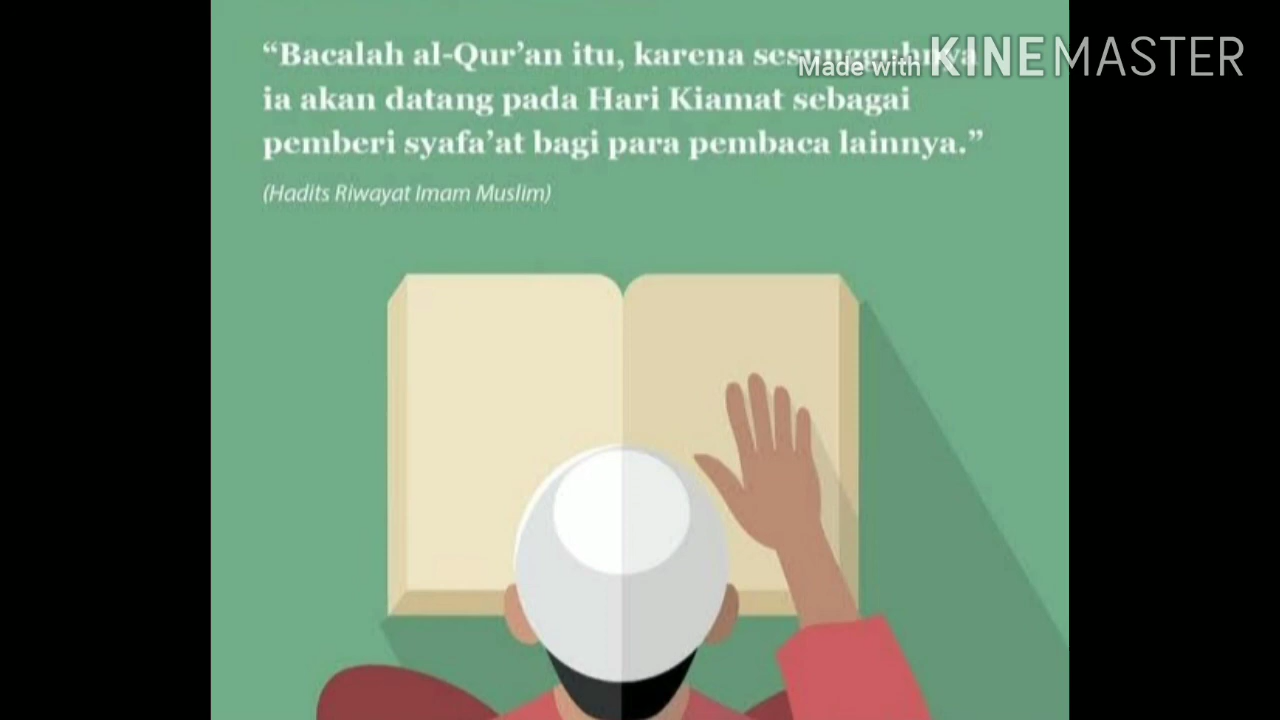 “Bacalah al-Qur’an itu, karena sesungguhnya
ia akan datang pada Hari Kiamat sebagai
pemberi syafa’at bagi para pembaca lainnya.”
(Hadits Riwayat Imam Muslim)
Made with KINEMASTER